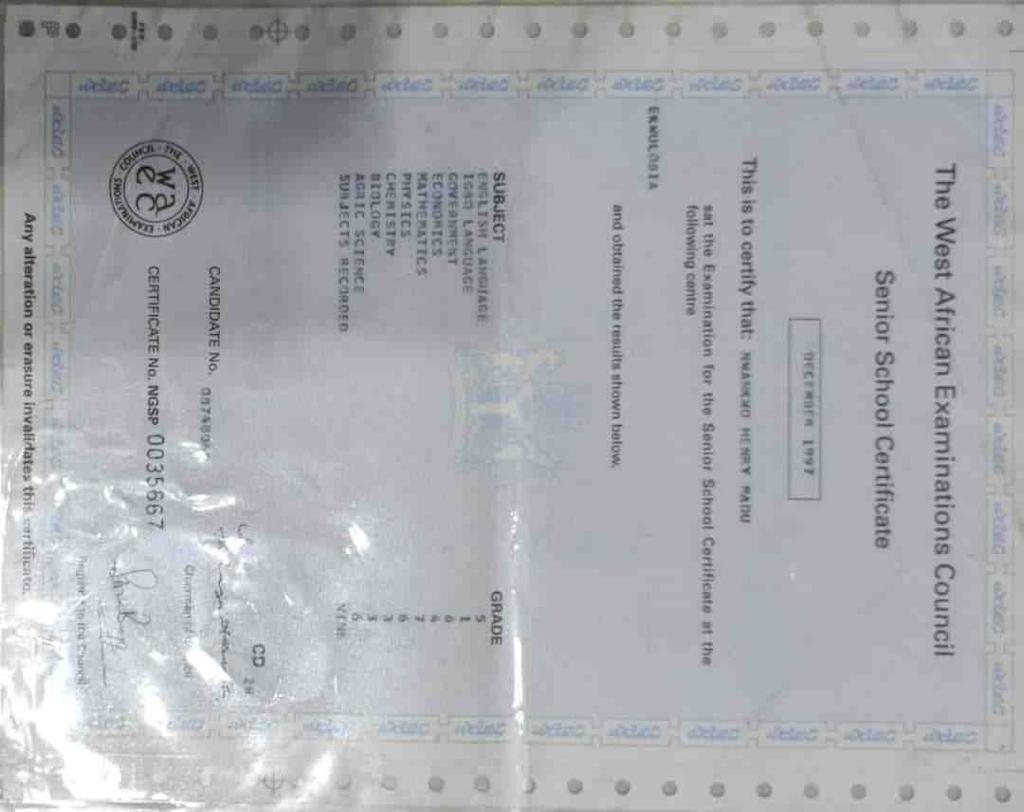 The West African Examinations Council
Senior School Certificate
DECEMBER 1997
This is to certify that: NWANKWO HENRY MADU
sat the Examination for the Senior School Certificate at the
following centre
EKWULOBIA
and obtained the results shown below.
SUBJECT GRADE
ENGLISH LANGUAGE 5
IGBO LANGUAGE 1
GOVERNMENT 6
ECONOMICS 4
MATHEMATICS 7
PHYSICS 6
CHEMISTRY 3
BIOLOGY 3
AGRIC SCIENCE 6
SUBJECTS RECORDED NINE
CD
CANDIDATE No.
Chairman of Council
CERTIFICATE No. NGSP 0035667
Registrar to the Council
THE WEST AFRICAN EXAMINATIONS COUNCIL
waec
Any alteration or erasure invalidates this certificate.